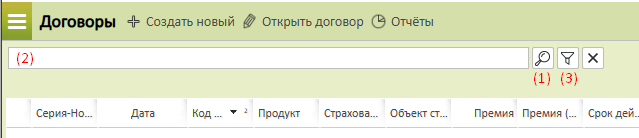 Договоры Создать новый Открыть договор Отчёты
(2)
(1) (3)
Серия-Но... Дата Код ... 2 Продукт Страхова... Объект ст... Премия Премия (... Срок дей...